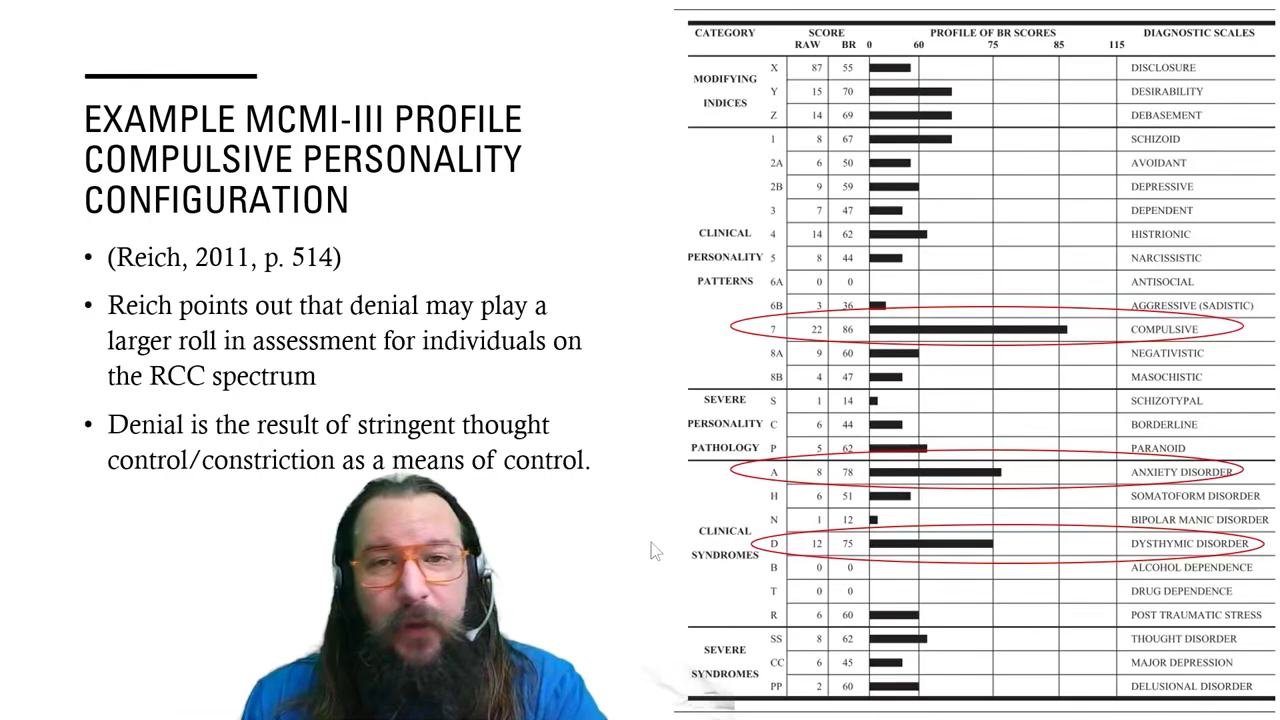 EXAMPLE MCMI-III PROFILE
COMPULSIVE PERSONALITY
CONFIGURATION
• (Reich, 2011, p. 514)
• Reich points out that denial may play a
larger roll in assessment for individuals on
the RCC spectrum
• Denial is the result of stringent thought
control/constriction as a means of control.
CATEGORY SCORE PROFILE OF BR SCORES DIAGNOSTIC SCALES
RAW BR 0 60 75 85 115
MODIFYING INDICES
X 87 55 DISCLOSURE
Y 15 70 DESIRABILITY
Z 14 69 DEBASEMENT
CLINICAL PERSONALITY PATTERNS
1 8 67 SCHIZOID
2A 6 50 AVOIDANT
2B 9 59 DEPRESSIVE
3 7 47 DEPENDENT
4 14 62 HISTRIONIC
5 8 44 NARCISSISTIC
6A 0 0 ANTISOCIAL
6B 3 36 AGGRESSIVE (SADISTIC)
7 22 86 COMPULSIVE
8A 9 60 NEGATIVISTIC
8B 4 47 MASOCHISTIC
SEVERE PERSONALITY PATHOLOGY
S 1 14 SCHIZOTYPAL
C 6 44 BORDERLINE
P 5 62 PARANOID
CLINICAL SYNDROMES
A 8 78 ANXIETY DISORDER
H 6 51 SOMATOFORM DISORDER
N 1 12 BIPOLAR MANIC DISORDER
D 12 75 DYSTHYMIC DISORDER
B 0 0 ALCOHOL DEPENDENCE
T 0 0 DRUG DEPENDENCE
R 6 60 POST TRAUMATIC STRESS
SEVERE SYNDROMES
SS 8 62 THOUGHT DISORDER
CC 6 45 MAJOR DEPRESSION
PP 2 60 DELUSIONAL DISORDER